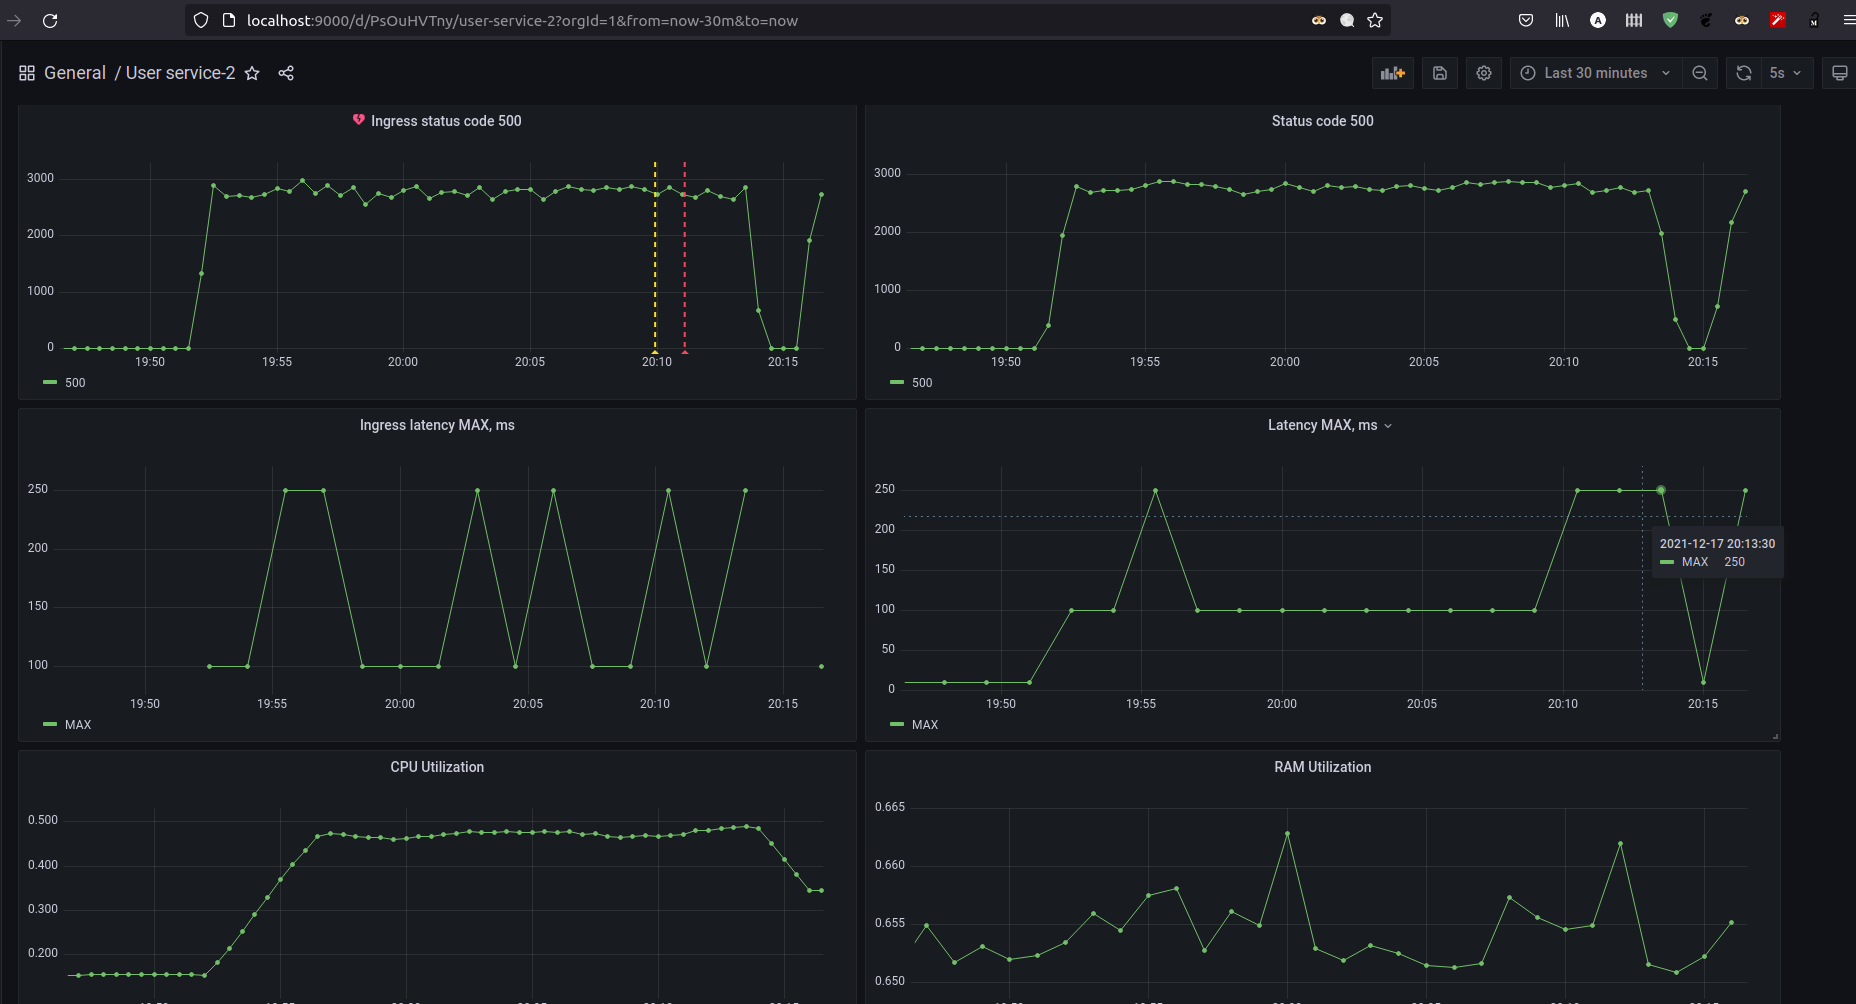 localhost:9000/d/PsOuHVTny/user-service-2?orgId=1&from=now-30m&to=now
A
M
General / User service-2
Last 30 minutes
5s
Ingress status code 500
3000
2000
1000
0
19:50 19:55 20:00 20:05 20:10 20:15
500
Status code 500
3000
2000
1000
0
19:50 19:55 20:00 20:05 20:10 20:15
500
Ingress latency MAX, ms
250
200
150
100
19:50 19:55 20:00 20:05 20:10 20:15
MAX
Latency MAX, ms
250
200
150
100
50
0
2021-12-17 20:13:30
MAX 250
19:50 19:55 20:00 20:05 20:10 20:15
MAX
CPU Utilization
0.500
0.400
0.300
0.200
RAM Utilization
0.665
0.660
0.655
0.650